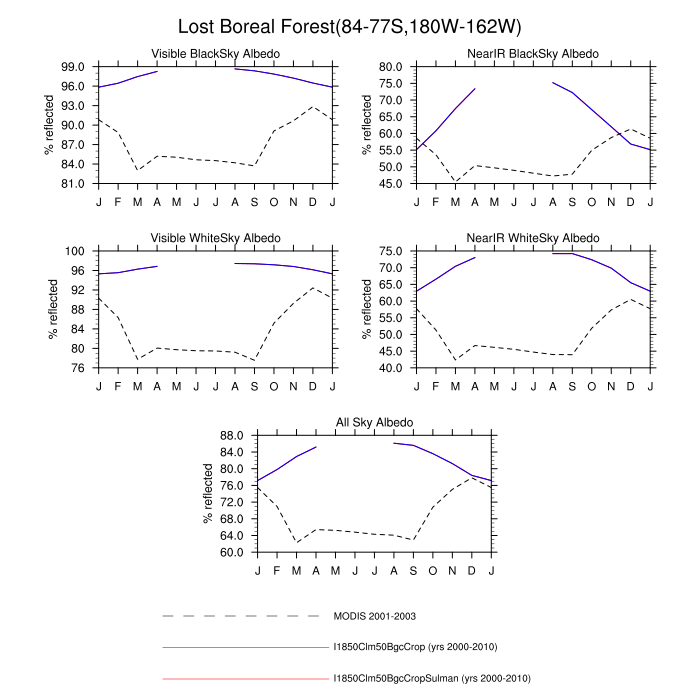 Lost Boreal Forest(84-77S,180W-162W)
Visible BlackSky Albedo
% reflected
99.0
96.0
93.0
90.0
87.0
84.0
81.0
J F M A M J J A S O N D J
NearIR BlackSky Albedo
% reflected
80.0
75.0
70.0
65.0
60.0
55.0
50.0
45.0
J F M A M J J A S O N D J
Visible WhiteSky Albedo
% reflected
100
96
92
88
84
80
76
J F M A M J J A S O N D J
NearIR WhiteSky Albedo
% reflected
75.0
70.0
65.0
60.0
55.0
50.0
45.0
40.0
J F M A M J J A S O N D J
All Sky Albedo
% reflected
88.0
84.0
80.0
76.0
72.0
68.0
64.0
60.0
J F M A M J J A S O N D J
MODIS 2001-2003
I1850Clm50BgcCrop (yrs 2000-2010)
I1850Clm50BgcCropSulman (yrs 2000-2010)